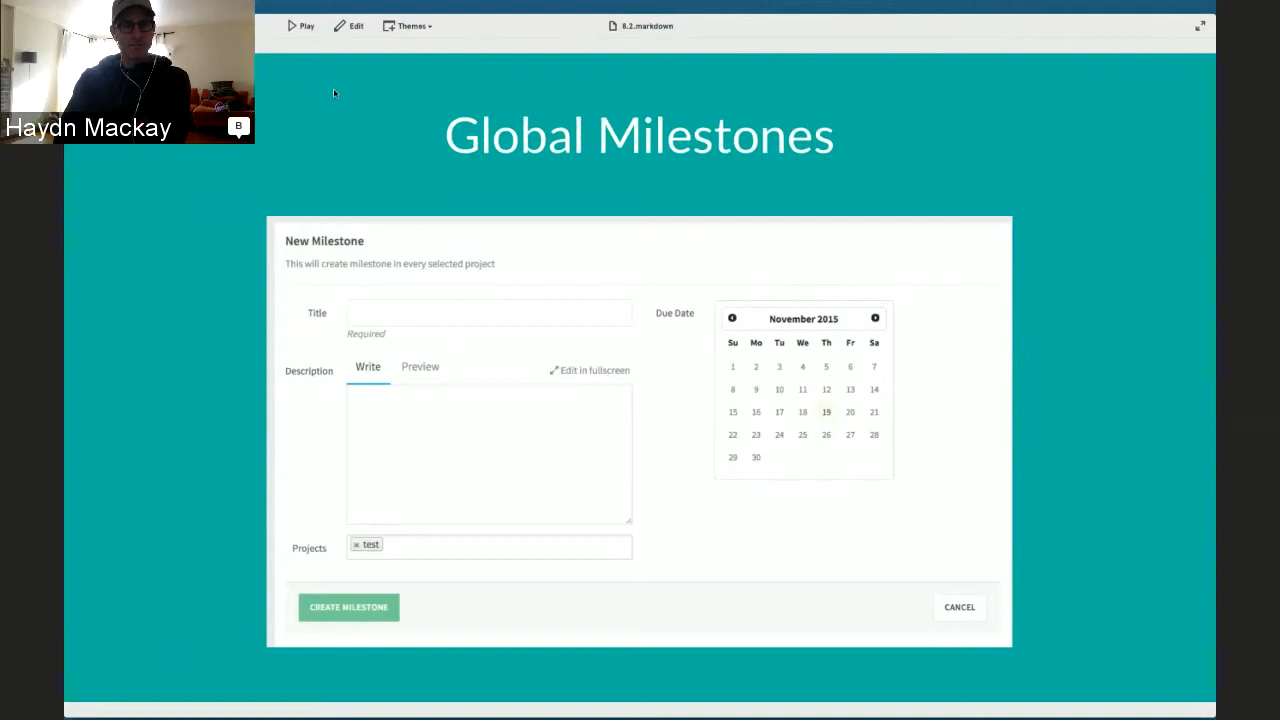 Play Edit Themes 8.2.markdown
Haydn Mackay B
Global Milestones
New Milestone
This will create milestone in every selected project
Title
Required
Description Write Preview Edit in fullscreen
Projects × test
Due Date
November 2015
Su Mo Tu We Th Fr Sa
1 2 3 4 5 6 7
8 9 10 11 12 13 14
15 16 17 18 19 20 21
22 23 24 25 26 27 28
29 30
CREATE MILESTONE CANCEL